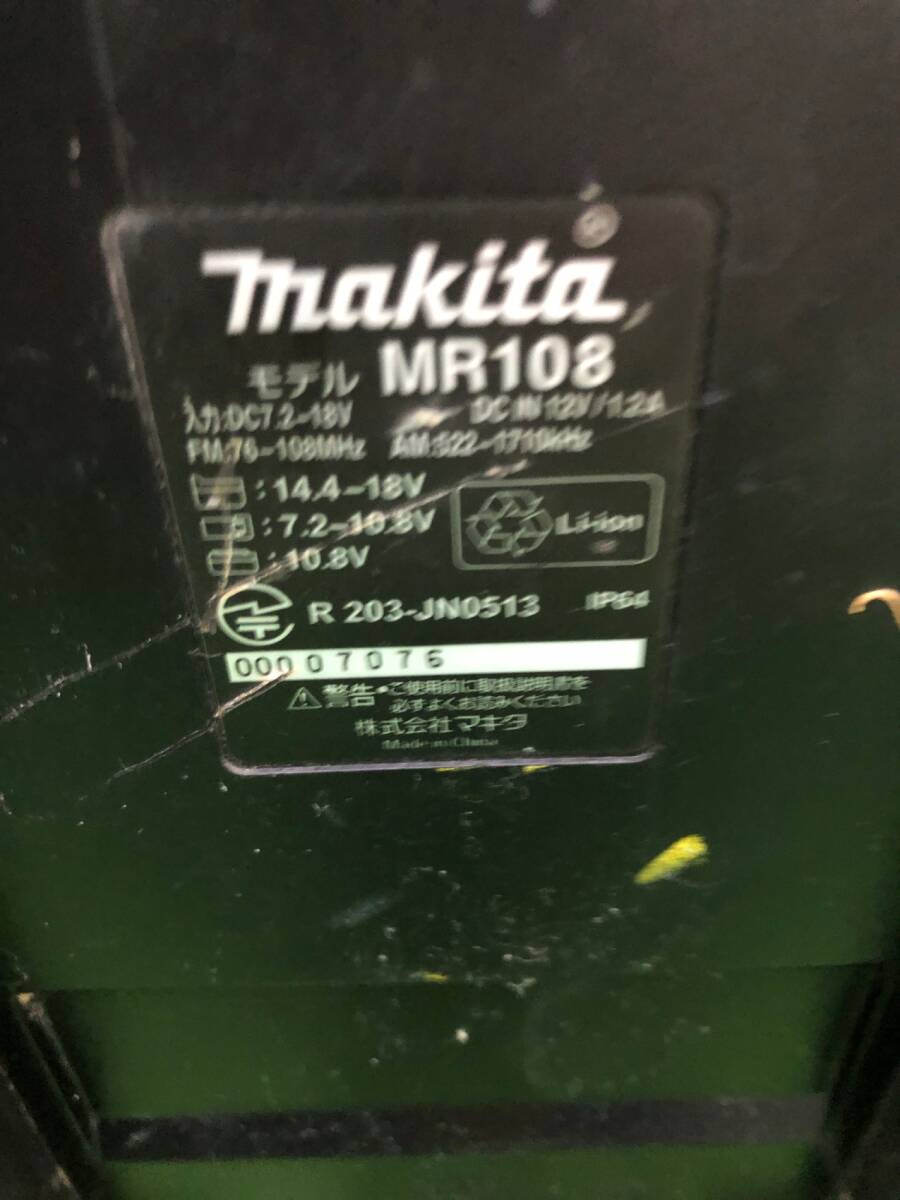 makita
モデル MR108
入力:DC7.2-18V DC IN 12V/1.2A
FM:76-108MHz AM:522-1710kHz
:14.4-18V
:7.2-10.8V Li-ion
:10.8V
R 203-JN0513 IP64
00007076
警告・ご使用前に取扱説明書を
必ずよくお読みください
株式会社マキタ
Made in China